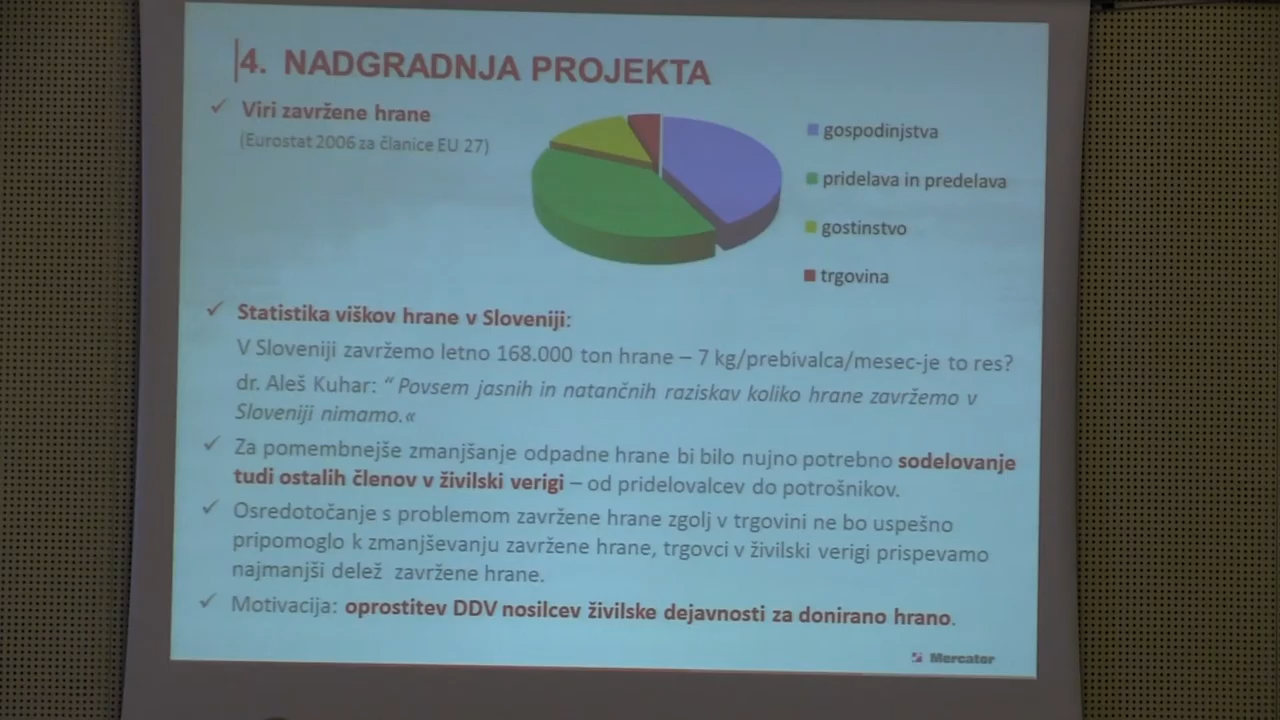 4. NADGRADNJA PROJEKTA
Viri završene hrane
(Eurostat 2006 za članice EU 27)
gospodinjstva
pridelava in predelava
gostinstvo
trgovina
Statistika viškov hrane v Sloveniji:
V Sloveniji zavržemo letno 168.000 ton hrane – 7 kg/prebivalca/mesec-je to res?
dr. Aleš Kuhar: “ Povsem jasnih in natančnih raziskav koliko hrane zavržemo v
Sloveniji nimamo.«
Za pomembnejše zmanjšanje odpadne hrane bi bilo nujno potrebno sodelovanje
tudi ostalih členov v živilski verigi – od pridelovalcev do potrošnikov.
Osredotočanje s problemom zavržene hrane zgolj v trgovini ne bo uspešno
pripomoglo k zmanjševanju zavržene hrane, trgovci v živilski verigi prispevamo
najmanjši delež zavržene hrane.
Motivacija: oprostitev DDV nosilcev živilske dejavnosti za donirano hrano.
Mercator